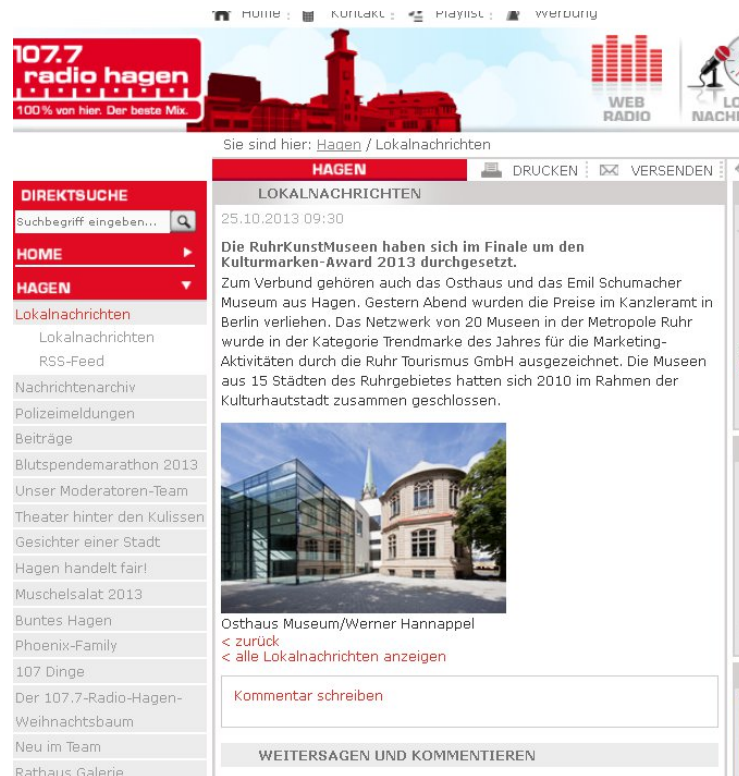 Home
Kontakt
Playlist
Werbung
107.7
radio hagen
100% von hier. Der beste Mix.
WEB
RADIO
Sie sind hier: Hagen / Lokalnachrichten
HAGEN
DRUCKEN
VERSENDEN
DIREKTSUCHE
Suchbegriff eingeben...
HOME
HAGEN
Lokalnachrichten
Lokalnachrichten
RSS-Feed
Nachrichtenarchiv
Polizeimeldungen
Beiträge
Blutspendemarathon 2013
Unser Moderatoren-Team
Theater hinter den Kulissen
Gesichter einer Stadt
Hagen handelt fair!
Muschelsalat 2013
Buntes Hagen
Phoenix-Family
107 Dinge
Der 107.7-Radio-Hagen-
Weihnachtsbaum
Neu im Team
Rathaus Galerie
LOKALNACHRICHTEN
25.10.2013 09:30
Die RuhrKunstMuseen haben sich im Finale um den
Kulturmarken-Award 2013 durchgesetzt.
Zum Verbund gehören auch das Osthaus und das Emil Schumacher
Museum aus Hagen. Gestern Abend wurden die Preise im Kanzleramt in
Berlin verliehen. Das Netzwerk von 20 Museen in der Metropole Ruhr
wurde in der Kategorie Trendmarke des Jahres für die Marketing-
Aktivitäten durch die Ruhr Tourismus GmbH ausgezeichnet. Die Museen
aus 15 Städten des Ruhrgebietes hatten sich 2010 im Rahmen der
Kulturhautstadt zusammen geschlossen.
Osthaus Museum/Werner Hannappel
< zurück
< alle Lokalnachrichten anzeigen
Kommentar schreiben
WEITERSAGEN UND KOMMENTIEREN